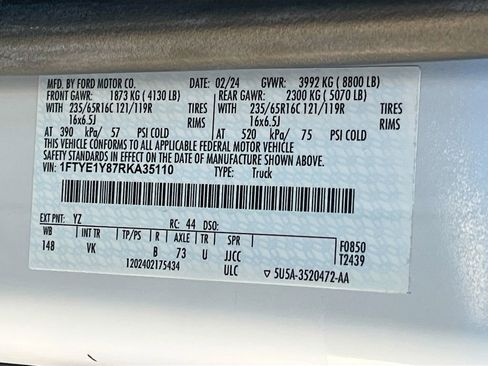 MFD. BY FORD MOTOR CO. 02/24 GVWR: 3992 KG ( 8800 LB)
FRONT GAWR: 1873 KG ( 4130 LB) REAR GAWR: 2300 KG ( 5070 LB)
WITH 235/65R16C 121/119R TIRES WITH 235/65R16C 121/119R TIRES
16x6.5J RIMS 16x6.5J RIMS
AT 390 kPa/ 57 PSI COLD AT 520 kPa/ 75 PSI COLD
THIS VEHICLE CONFORMS TO ALL APPLICABLE FEDERAL MOTOR VEHICLE
SAFETY STANDARDS IN EFFECT ON THE DATE OF MANUFACTURE SHOWN ABOVE.
VIN: 1FTYE1Y87RKA35110 TYPE: Truck
EXT PNT: YZ RC: 44 DSO:
WB INT TR TP/PS R AXLE TR SPR F0850
148 VK B 73 U JJCC T2439
1202402175434 ULC ▽ 5U5A-3520472-AA